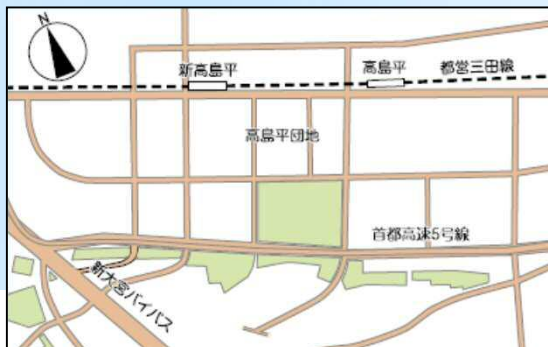 新高島平
高島平
都営三田線
高島平団地
首都高速5号線
新大宮バイパス